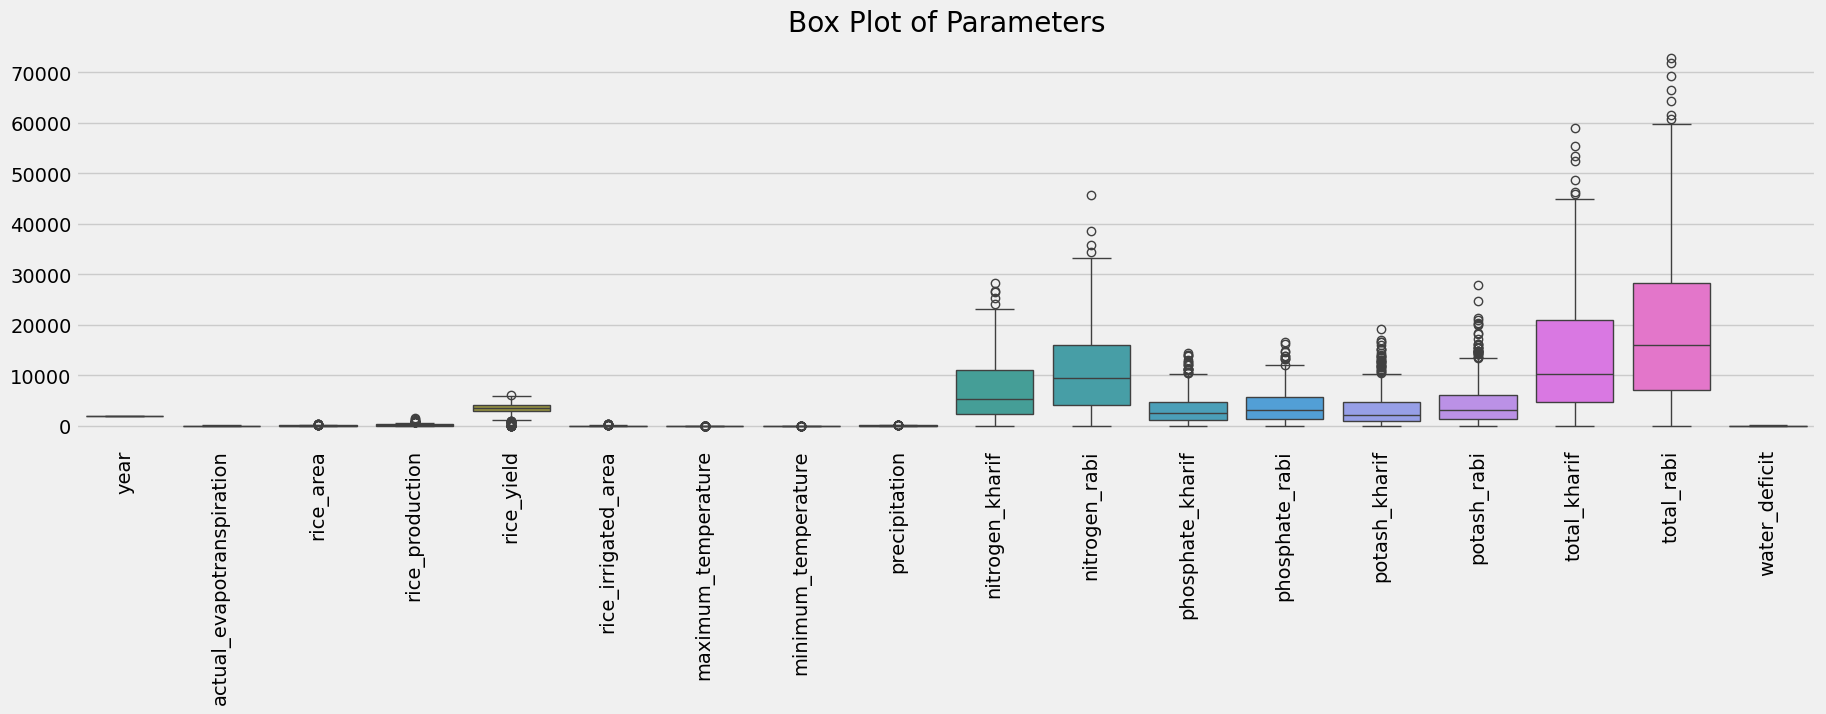 Box Plot of Parameters
70000
60000
50000
40000
30000
20000
10000
0
year
actual_evapotranspiration
rice_area
rice_production
rice_yield
rice_irrigated_area
maximum_temperature
minimum_temperature
precipitation
nitrogen_kharif
nitrogen_rabi
phosphate_kharif
phosphate_rabi
potash_kharif
potash_rabi
total_kharif
total_rabi
water_deficit